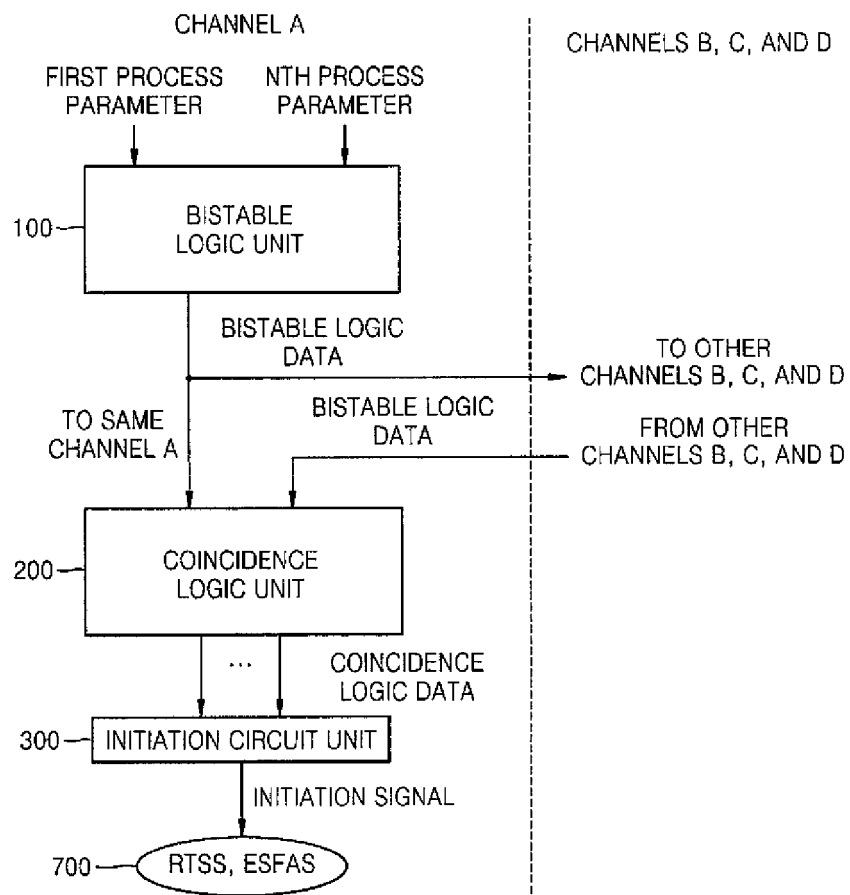 CHANNEL A
CHANNELS B, C, AND D
FIRST PROCESS
PARAMETER
NTH PROCESS
PARAMETER
100
BISTABLE
LOGIC UNIT
BISTABLE LOGIC
DATA
TO OTHER
CHANNELS B, C, AND D
TO SAME
CHANNEL A
BISTABLE LOGIC
DATA
FROM OTHER
CHANNELS B, C, AND D
200
COINCIDENCE
LOGIC UNIT
...
COINCIDENCE
LOGIC DATA
300
INITIATION CIRCUIT UNIT
INITIATION SIGNAL
700
RTSS, ESFAS